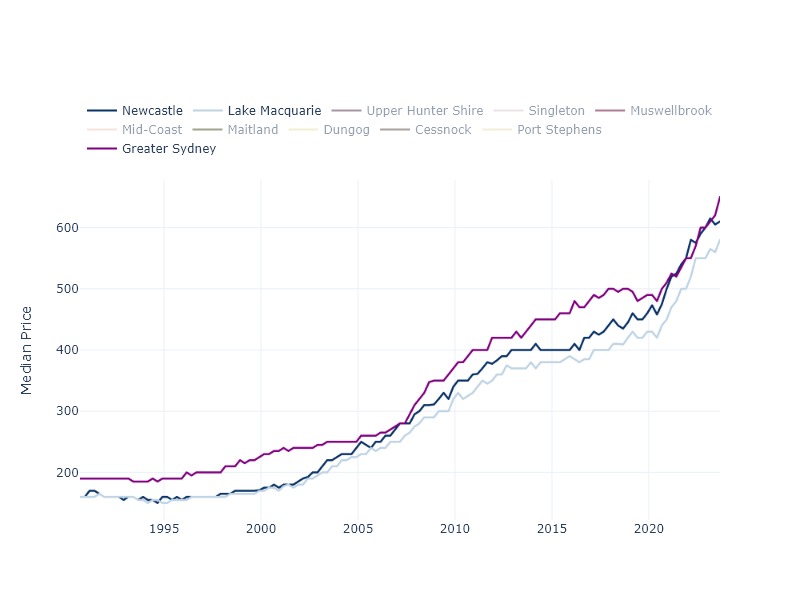 Newcastle Lake Macquarie Upper Hunter Shire Singleton Muswellbrook
Mid-Coast Maitland Dungog Cessnock Port Stephens
Greater Sydney
600
500
400
300
200
Median Price
1995 2000 2005 2010 2015 2020